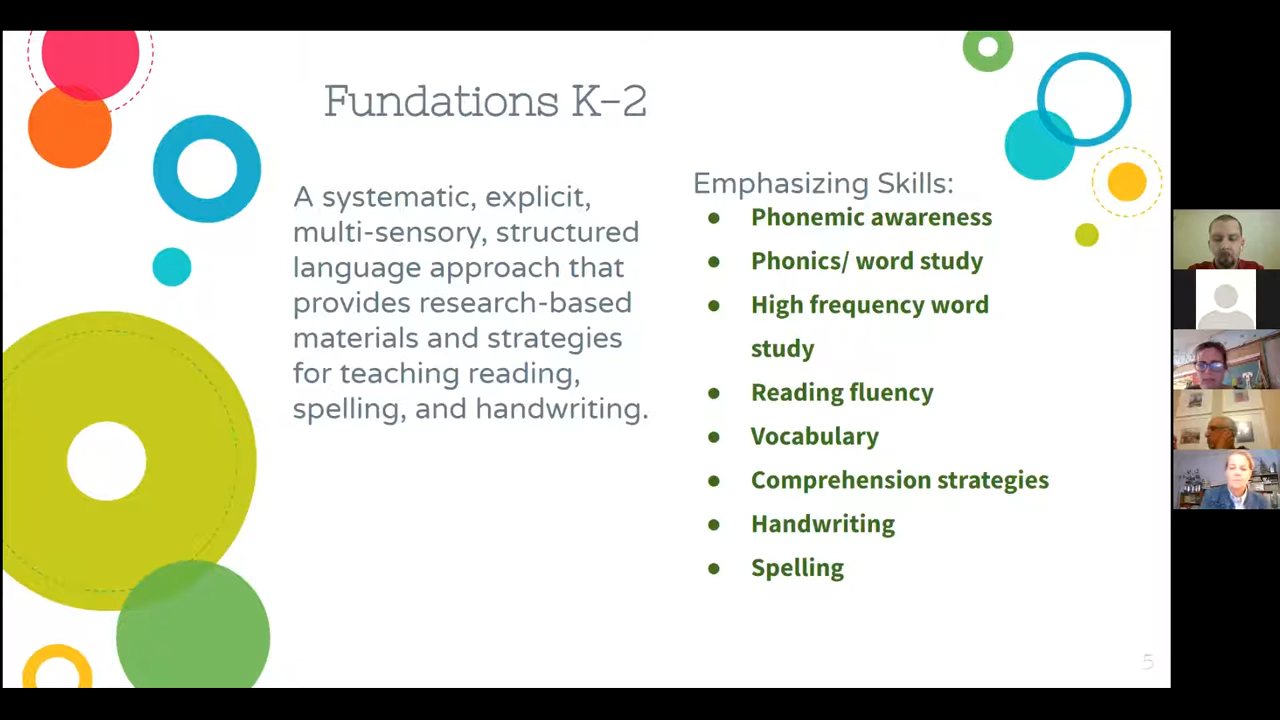 Fundations K–2
A systematic, explicit,
multi-sensory, structured
language approach that
provides research-based
materials and strategies
for teaching reading,
spelling, and handwriting.
Emphasizing Skills:
● Phonemic awareness
● Phonics/ word study
● High frequency word
study
● Reading fluency
● Vocabulary
● Comprehension strategies
● Handwriting
● Spelling
5